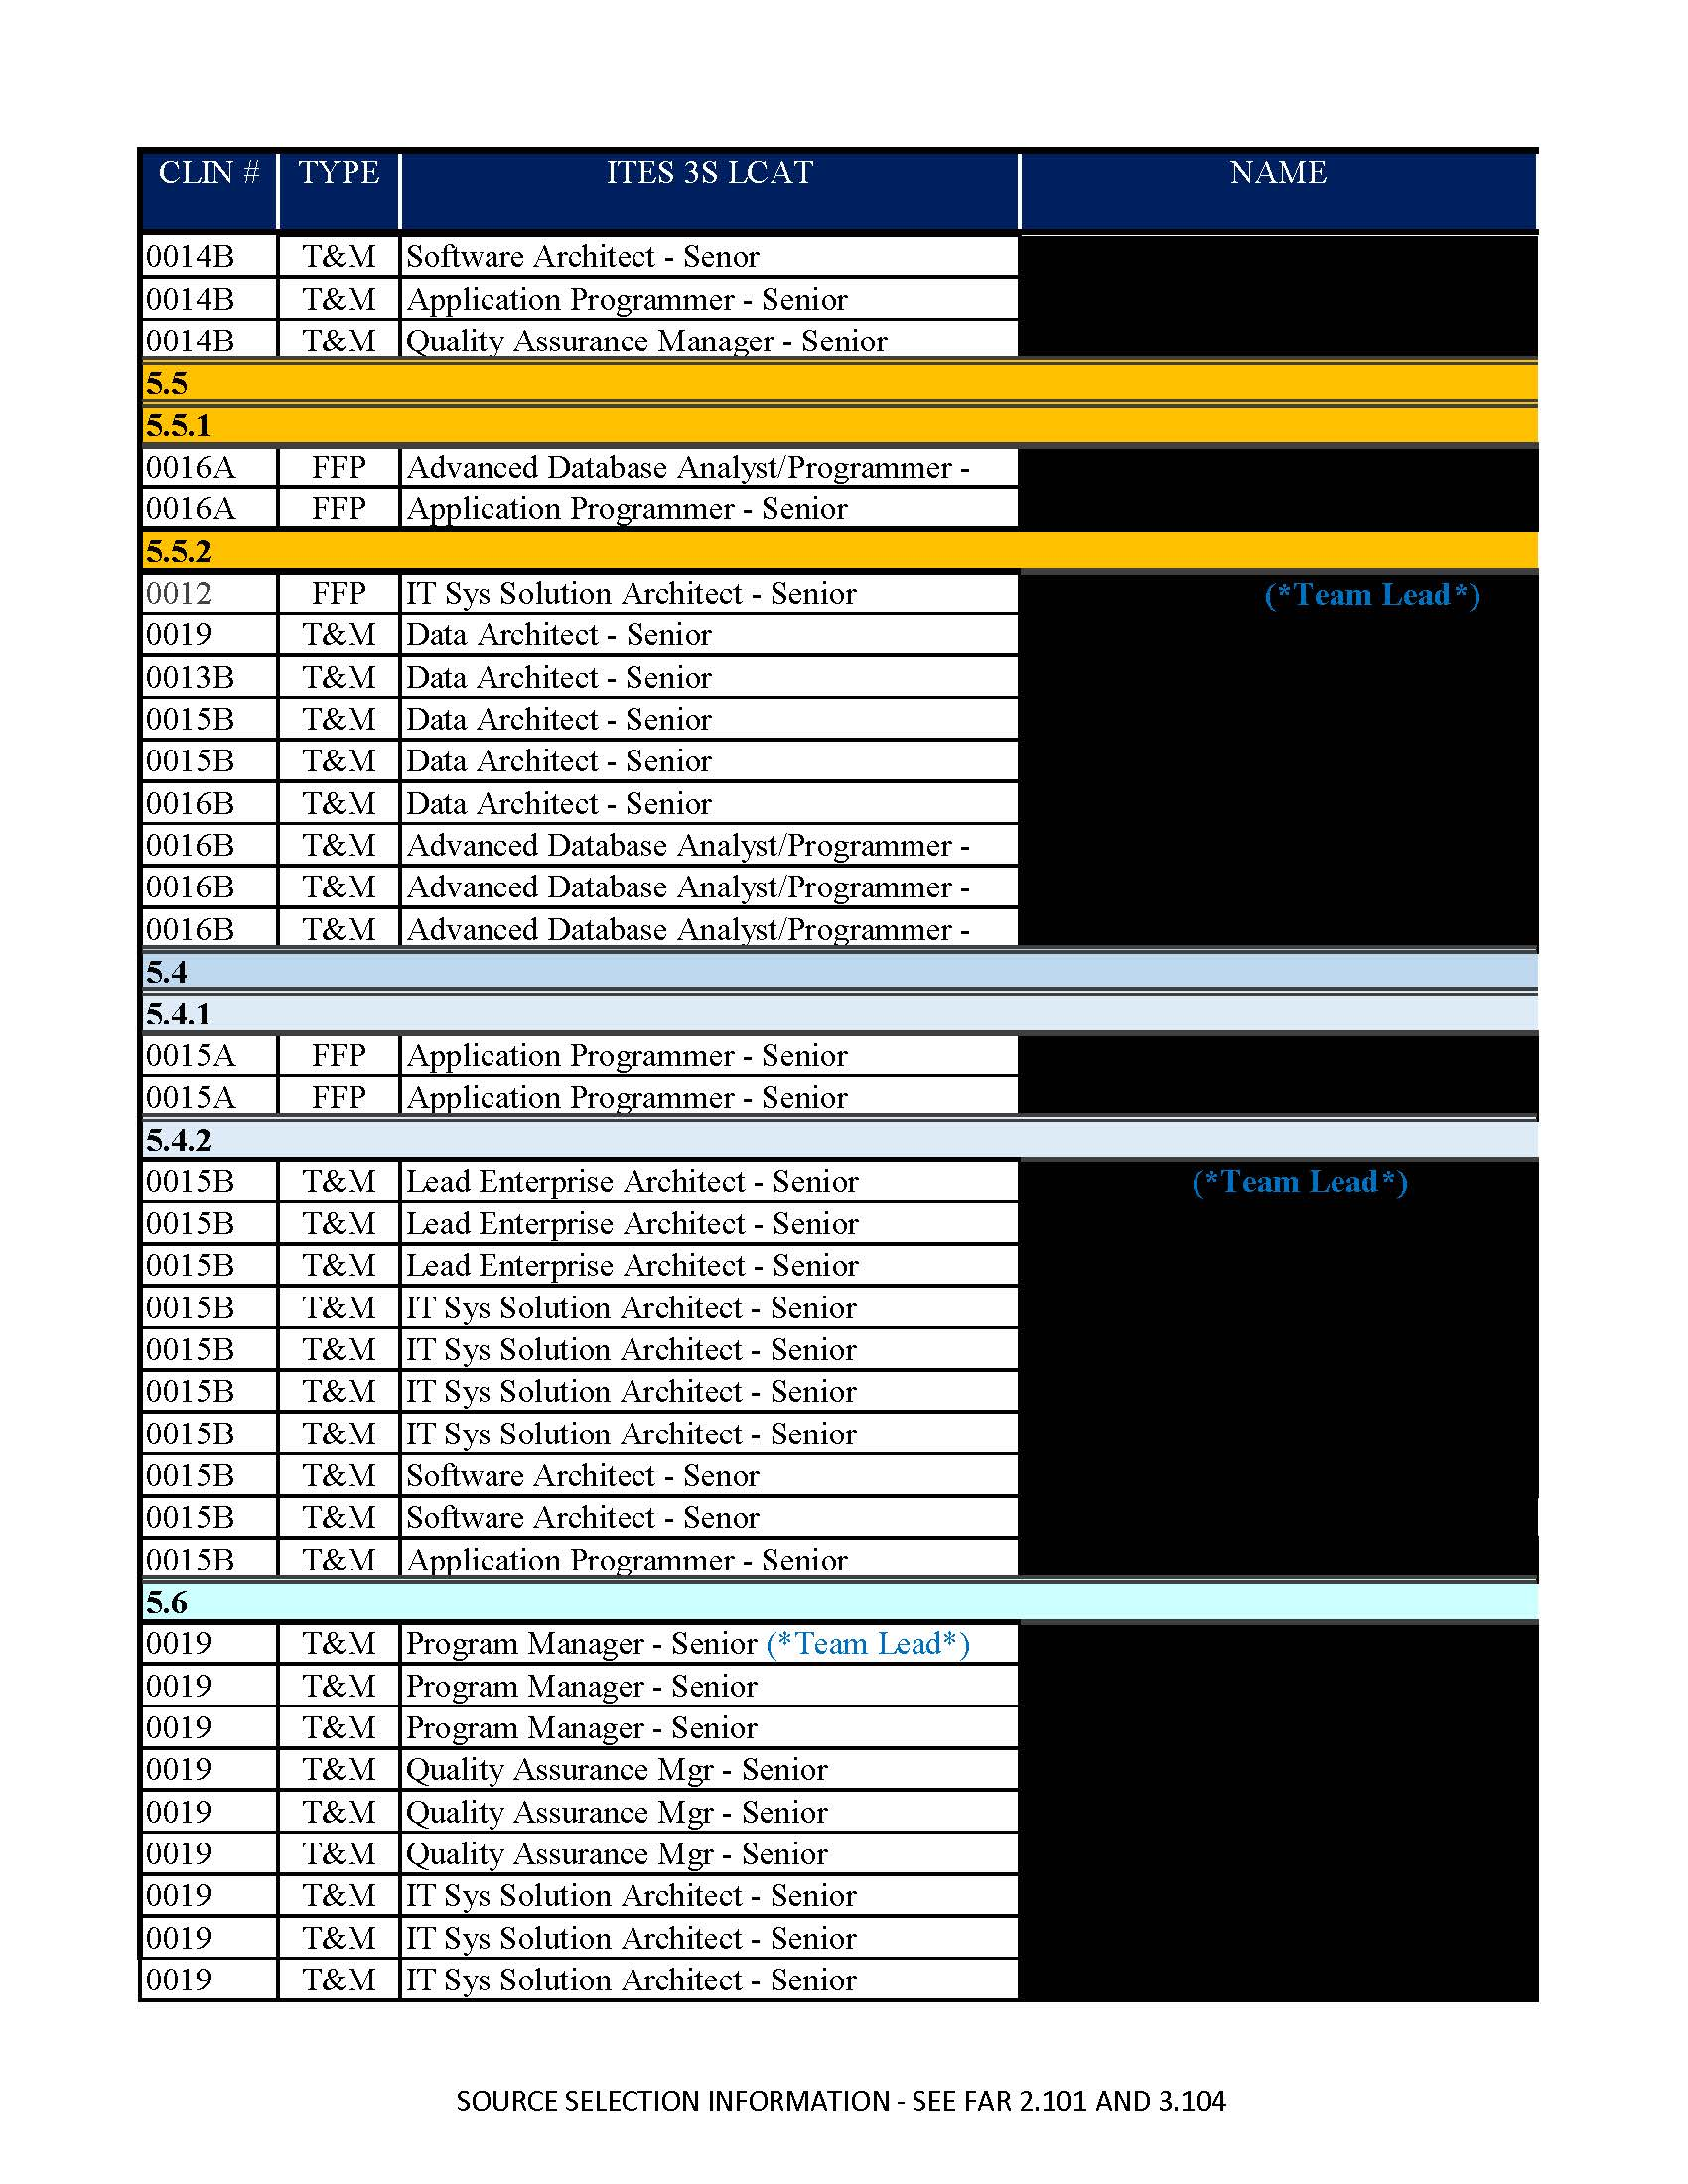 CLIN # TYPE ITES 3S LCAT NAME
0014B T&M Software Architect - Senor
0014B T&M Application Programmer - Senior
0014B T&M Quality Assurance Manager - Senior
5.5
5.5.1
0016A FFP Advanced Database Analyst/Programmer -
0016A FFP Application Programmer - Senior
5.5.2
0012 FFP IT Sys Solution Architect - Senior (*Team Lead*)
0019 T&M Data Architect - Senior
0013B T&M Data Architect - Senior
0015B T&M Data Architect - Senior
0015B T&M Data Architect - Senior
0016B T&M Data Architect - Senior
0016B T&M Advanced Database Analyst/Programmer -
0016B T&M Advanced Database Analyst/Programmer -
0016B T&M Advanced Database Analyst/Programmer -
5.4
5.4.1
0015A FFP Application Programmer - Senior
0015A FFP Application Programmer - Senior
5.4.2
0015B T&M Lead Enterprise Architect - Senior (*Team Lead*)
0015B T&M Lead Enterprise Architect - Senior
0015B T&M Lead Enterprise Architect - Senior
0015B T&M IT Sys Solution Architect - Senior
0015B T&M IT Sys Solution Architect - Senior
0015B T&M IT Sys Solution Architect - Senior
0015B T&M IT Sys Solution Architect - Senior
0015B T&M Software Architect - Senor
0015B T&M Software Architect - Senor
0015B T&M Application Programmer - Senior
5.6
0019 T&M Program Manager - Senior (*Team Lead*)
0019 T&M Program Manager - Senior
0019 T&M Program Manager - Senior
0019 T&M Quality Assurance Mgr - Senior
0019 T&M Quality Assurance Mgr - Senior
0019 T&M Quality Assurance Mgr - Senior
0019 T&M IT Sys Solution Architect - Senior
0019 T&M IT Sys Solution Architect - Senior
0019 T&M IT Sys Solution Architect - Senior
SOURCE SELECTION INFORMATION - SEE FAR 2.101 AND 3.104